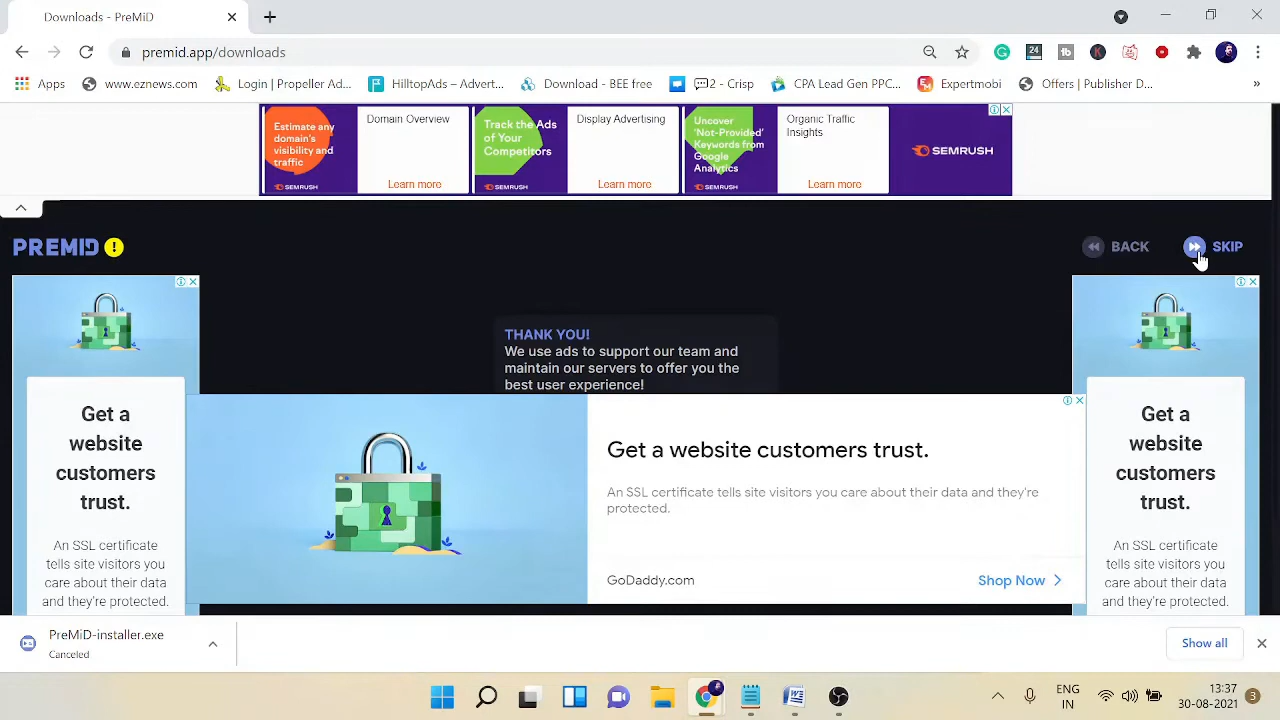 Downloads - PreMiD
premid.app/downloads
24
tb
K
Apps
www.eznews.com
Login | Propeller Ad...
HilltopAds – Advert...
Download - BEE free
2 - Crisp
CPA Lead Gen PPC...
EM
Expertmobi
Offers | Publisher D...
»
Estimate any
domain's
visibility and
traffic
SEMRUSH
Domain Overview
Learn more
Track the Ads
of Your
Competitors
SEMRUSH
Display Advertising
Learn more
Uncover
'Not-Provided'
Keywords from
Google
Analytics
SEMRUSH
Organic Traffic
Insights
Learn more
SEMRUSH
PREMID !
BACK
SKIP
THANK YOU!
We use ads to support our team and
maintain our servers to offer you the
best user experience!
Get a
website
customers
trust.
An SSL certificate
tells site visitors you
care about their data
and they're protected.
Get a website customers trust.
An SSL certificate tells site visitors you care about their data and they're
protected.
GoDaddy.com
Shop Now
Get a
website
customers
trust.
An SSL certificate
tells site visitors you
care about their data
and they're protected.
PreMiD-installer.exe
Canceled
Show all
ENG
IN
13:37
30-08-2021
3